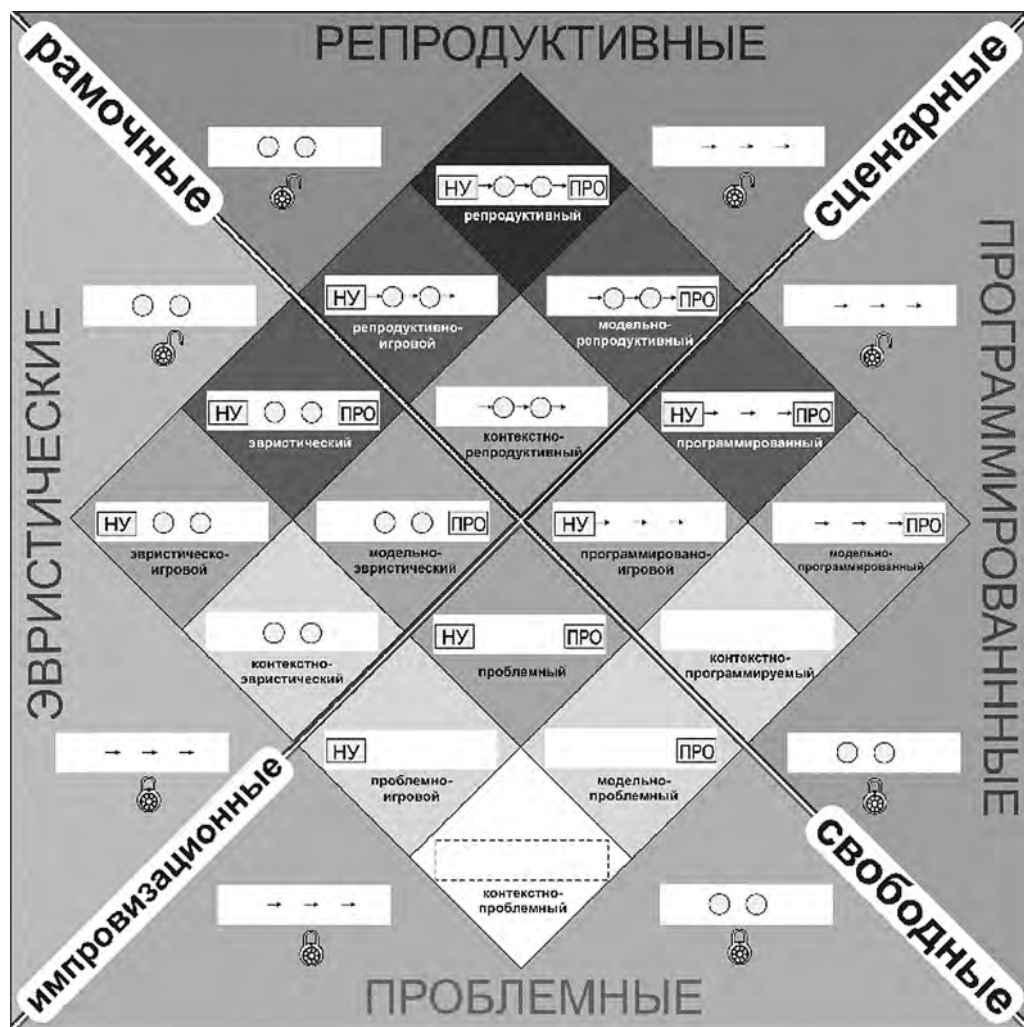 РЕПРОДУКТИВНЫЕ
рамочные
сценарные
НУ ПРО
репродуктивный
НУ
репродуктивно-
игровой
ПРО
модельно-
репродуктивный
ЭВРИСТИЧЕСКИЕ
ПРОГРАММИРОВАННЫЕ
НУ ПРО
эвристический
контекстно-
репродуктивный
НУ ПРО
программированный
НУ
эвристическо-
игровой
ПРО
модельно-
эвристический
НУ
программировано-
игровой
ПРО
модельно-
программированный
контекстно-
эвристический
НУ ПРО
проблемный
контекстно-
программируемый
НУ
проблемно-
игровой
ПРО
модельно-
проблемный
контекстно-
проблемный
импровизационные
свободные
ПРОБЛЕМНЫЕ